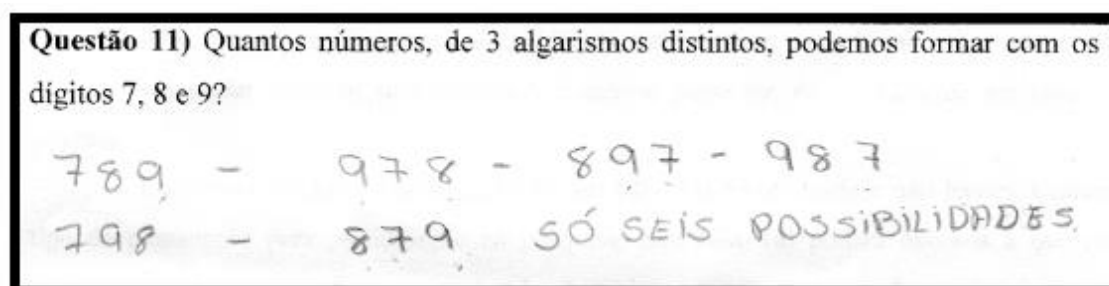 Questão 11) Quantos números, de 3 algarismos distintos, podemos formar com os
dígitos 7, 8 e 9?
789 - 978 - 897 - 987
798 - 879 SÓ SEIS POSSIBILIDADES.